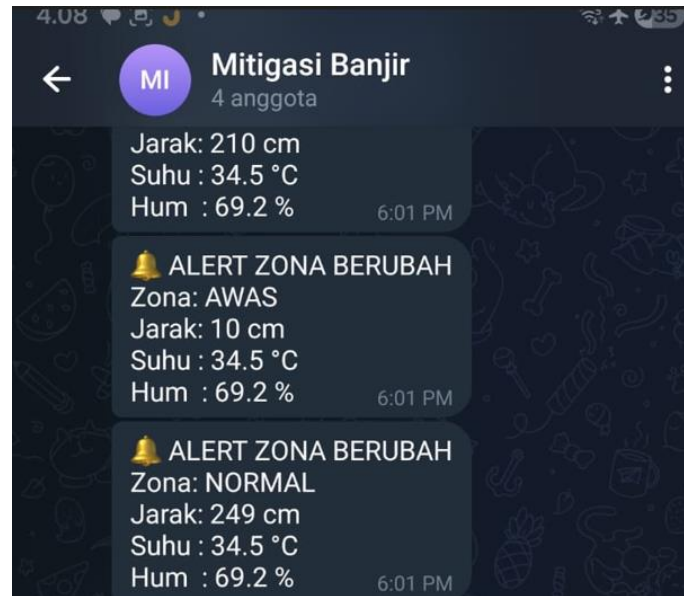 4.08
35
MI
Mitigasi Banjir
4 anggota
Jarak: 210 cm
Suhu : 34.5 °C
Hum : 69.2 %
6:01 PM
ALERT ZONA BERUBAH
Zona: AWAS
Jarak: 10 cm
Suhu : 34.5 °C
Hum : 69.2 %
6:01 PM
ALERT ZONA BERUBAH
Zona: NORMAL
Jarak: 249 cm
Suhu : 34.5 °C
Hum : 69.2 %
6:01 PM